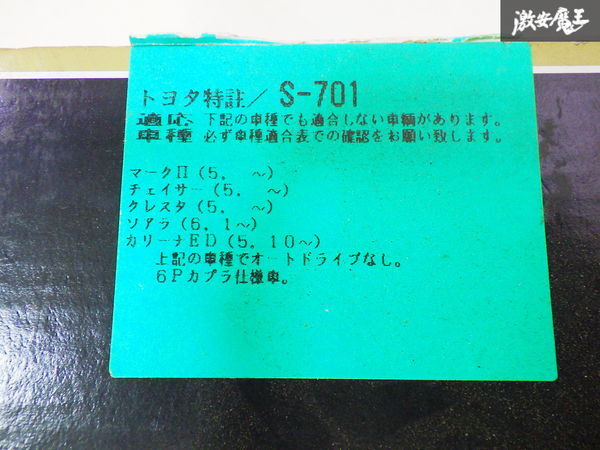 激安魔王
トヨタ特註/ S-701
適応 下記の車種でも適合しない車輌があります。
車種 必ず車種適合表での確認をお願い致します。
マークⅡ(5. ～)
チェイサー(5. ～)
クレスタ(5. ～)
ソアラ(6.1～)
カリーナED(5.10～)
上記の車種でオートドライブなし。
6Pカプラ仕様車。